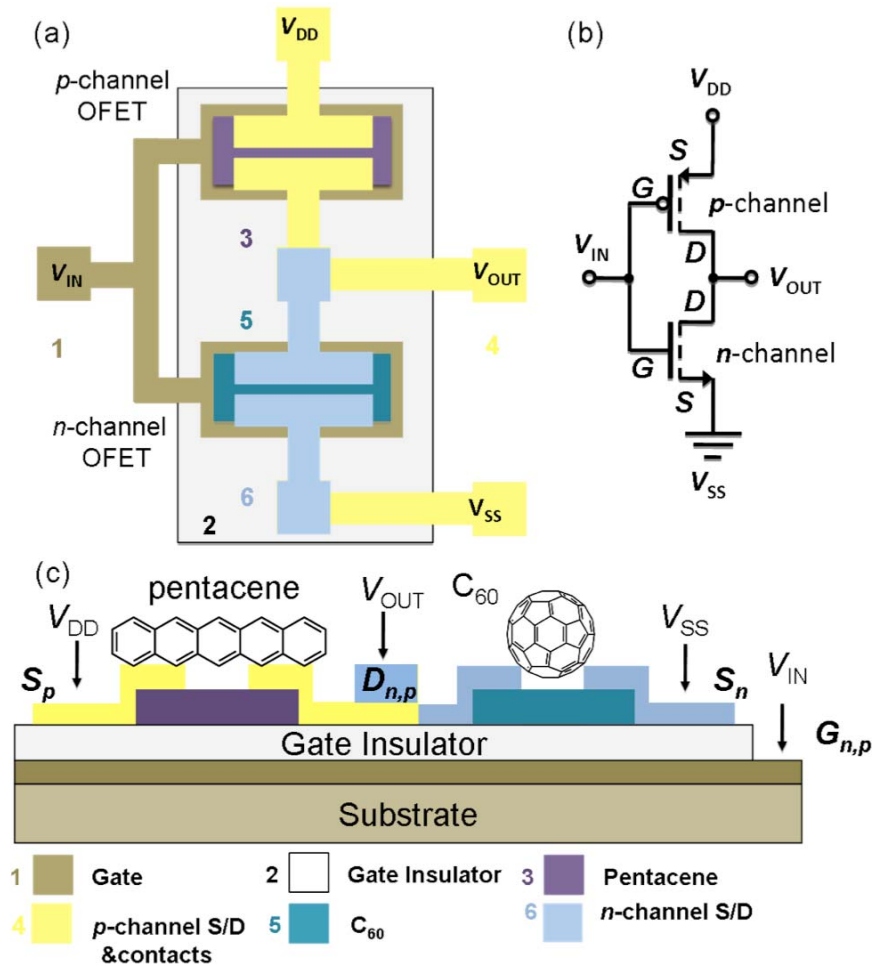 (a)
V_DD
p-channel
OFET
3
V_IN
V_OUT
5
1
4
n-channel
OFET
6
V_SS
2
(b)
V_DD
S
G
p-channel
V_IN
D
D
V_OUT
n-channel
G
S
V_SS
(c)
pentacene
V_OUT
C_60
V_DD
V_SS
V_IN
S_p
D_n,p
S_n
G_n,p
Gate Insulator
Substrate
1 Gate
2 Gate Insulator
3 Pentacene
4 p-channel S/D
&contacts
5 C_60
6 n-channel S/D